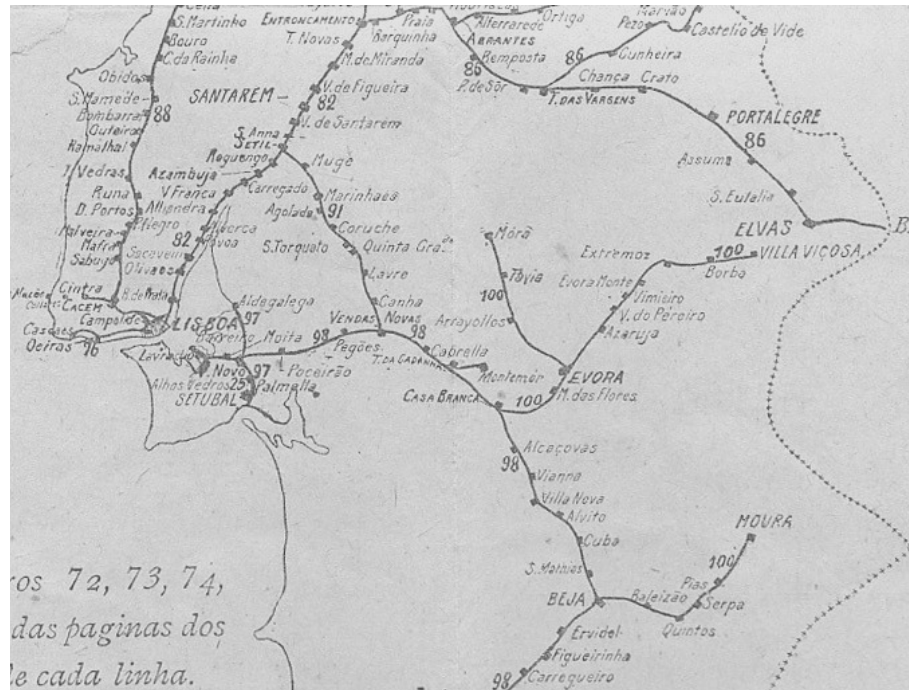 S. Martinho
Bouro
C. da Rainha
Obidos
S. Mamede
Bombarral
Outeiro
Ramalhal
T. Vedras
Runa
D. Portos
Malveira
Mafra
Sabugo
Cintra
CACEM
Cascaes
Oeiras
76
88
ENTRONCAMENTO
T. Novas
Praia
Barquinha
M. de Miranda
V. de Figueira
SANTAREM
82
V. de Santarem
S. Anna
SETIL
Reguengo
Azambuja
Carregado
V. Franca
Alhandra
Povoa
82
Sacavem
Olivaes
Campolide
LISBOA
Muge
Marinhaes
Agolada
91
Coruche
S. Torquato
Quinta Gra
Lavre
Canha
VENDAS NOVAS
98
98
Pegões
Aldegalega
97
Barreiro
Moita
Lavradio
P. Novo
97
Poceirão
Alhos Vedros
25
Palmella
SETUBAL
Alferrarede
Ortiga
ABRANTES
Bemposta
86
86
P. de Sôr
Marvão
Pezo
Castello de Vide
Cunheira
Chança
Crato
T. DAS VARGENS
PORTALEGRE
86
Assumar
S. Eulalia
ELVAS
B
Móra
Pavia
100
Arrayollos
Extremoz
100
VILLA VIÇOSA
Borba
Evora Monte
Vimieiro
V. do Pereiro
Azaruja
EVORA
M. das Flores
100
Cabrella
Montemór
CASA BRANCA
Alcaçovas
98
Vianna
Villa Nova
Alvito
Cuba
S. Mathias
BEJA
Baleizão
Quintos
Serpa
Pias
100
MOURA
Ervidel
Figueirinha
98
Carregueiro
os 72, 73, 74,
das paginas dos
e cada linha.